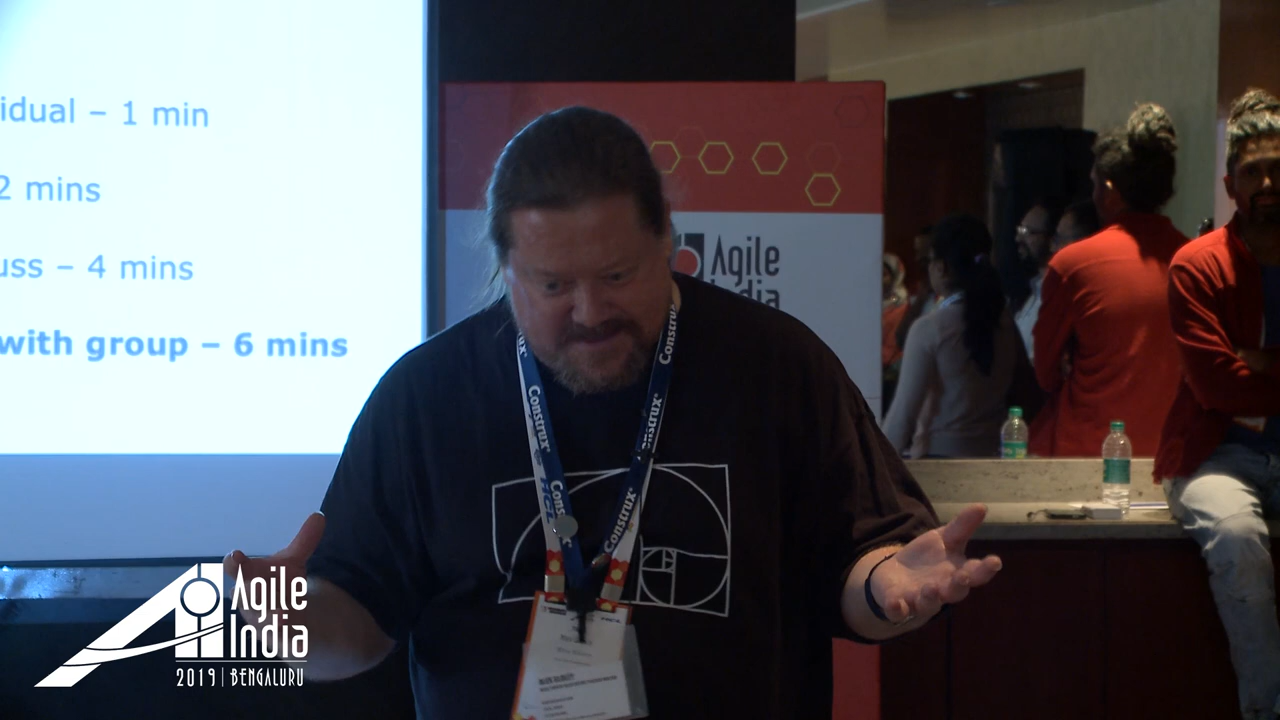 idual – 1 min
2 mins
uss – 4 mins
with group – 6 mins
Agile
India
Construx
Construx
Construx
Agile
India
2019 | BENGALURU